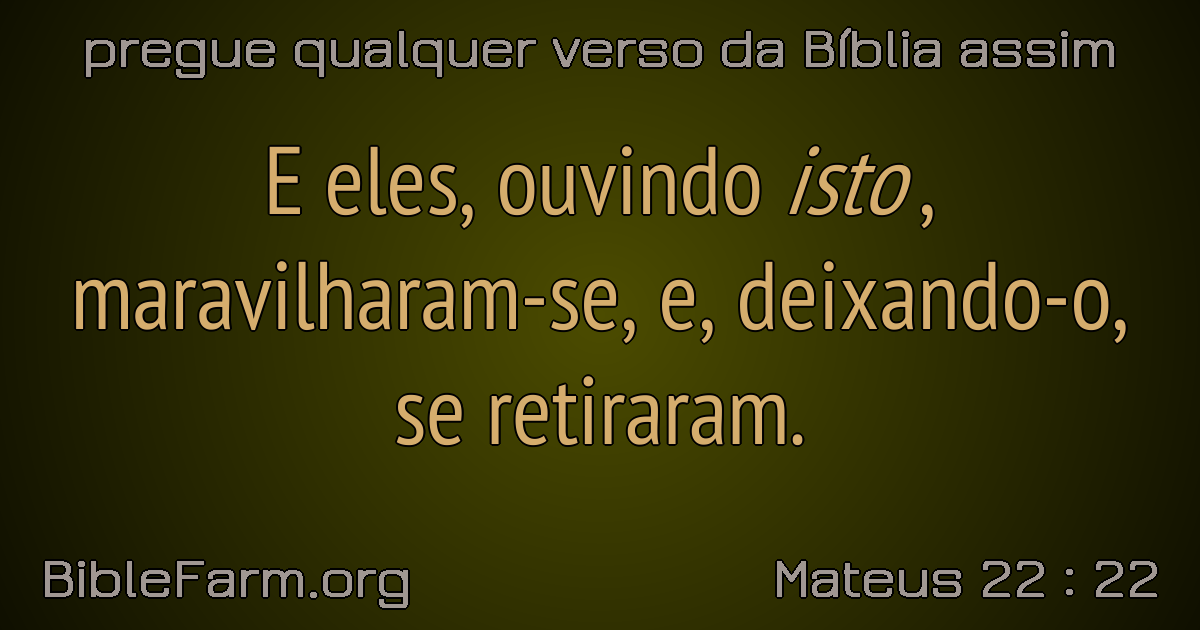 pregue qualquer verso da Bíblia assim
E eles, ouvindo isto,
maravilharam-se, e, deixando-o,
se retiraram.
BibleFarm.org
Mateus 22 : 22